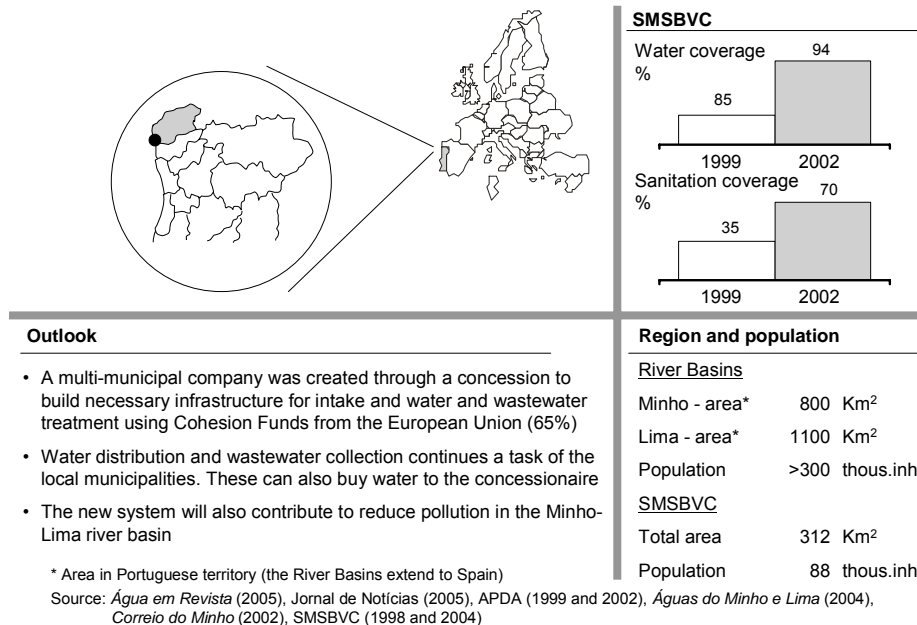 SMSBVC
Water coverage
%
85
94
1999 2002
Sanitation coverage
%
35
70
1999 2002
Outlook
• A multi-municipal company was created through a concession to
build necessary infrastructure for intake and water and wastewater
treatment using Cohesion Funds from the European Union (65%)
• Water distribution and wastewater collection continues a task of the
local municipalities. These can also buy water to the concessionaire
• The new system will also contribute to reduce pollution in the Minho-
Lima river basin
Region and population
River Basins
Minho - area* 800 Km²
Lima - area* 1100 Km²
Population >300 thous.inh
SMSBVC
Total area 312 Km²
Population 88 thous.inh
* Area in Portuguese territory (the River Basins extend to Spain)
Source: Água em Revista (2005), Jornal de Notícias (2005), APDA (1999 and 2002), Águas do Minho e Lima (2004),
Correio do Minho (2002), SMSBVC (1998 and 2004)